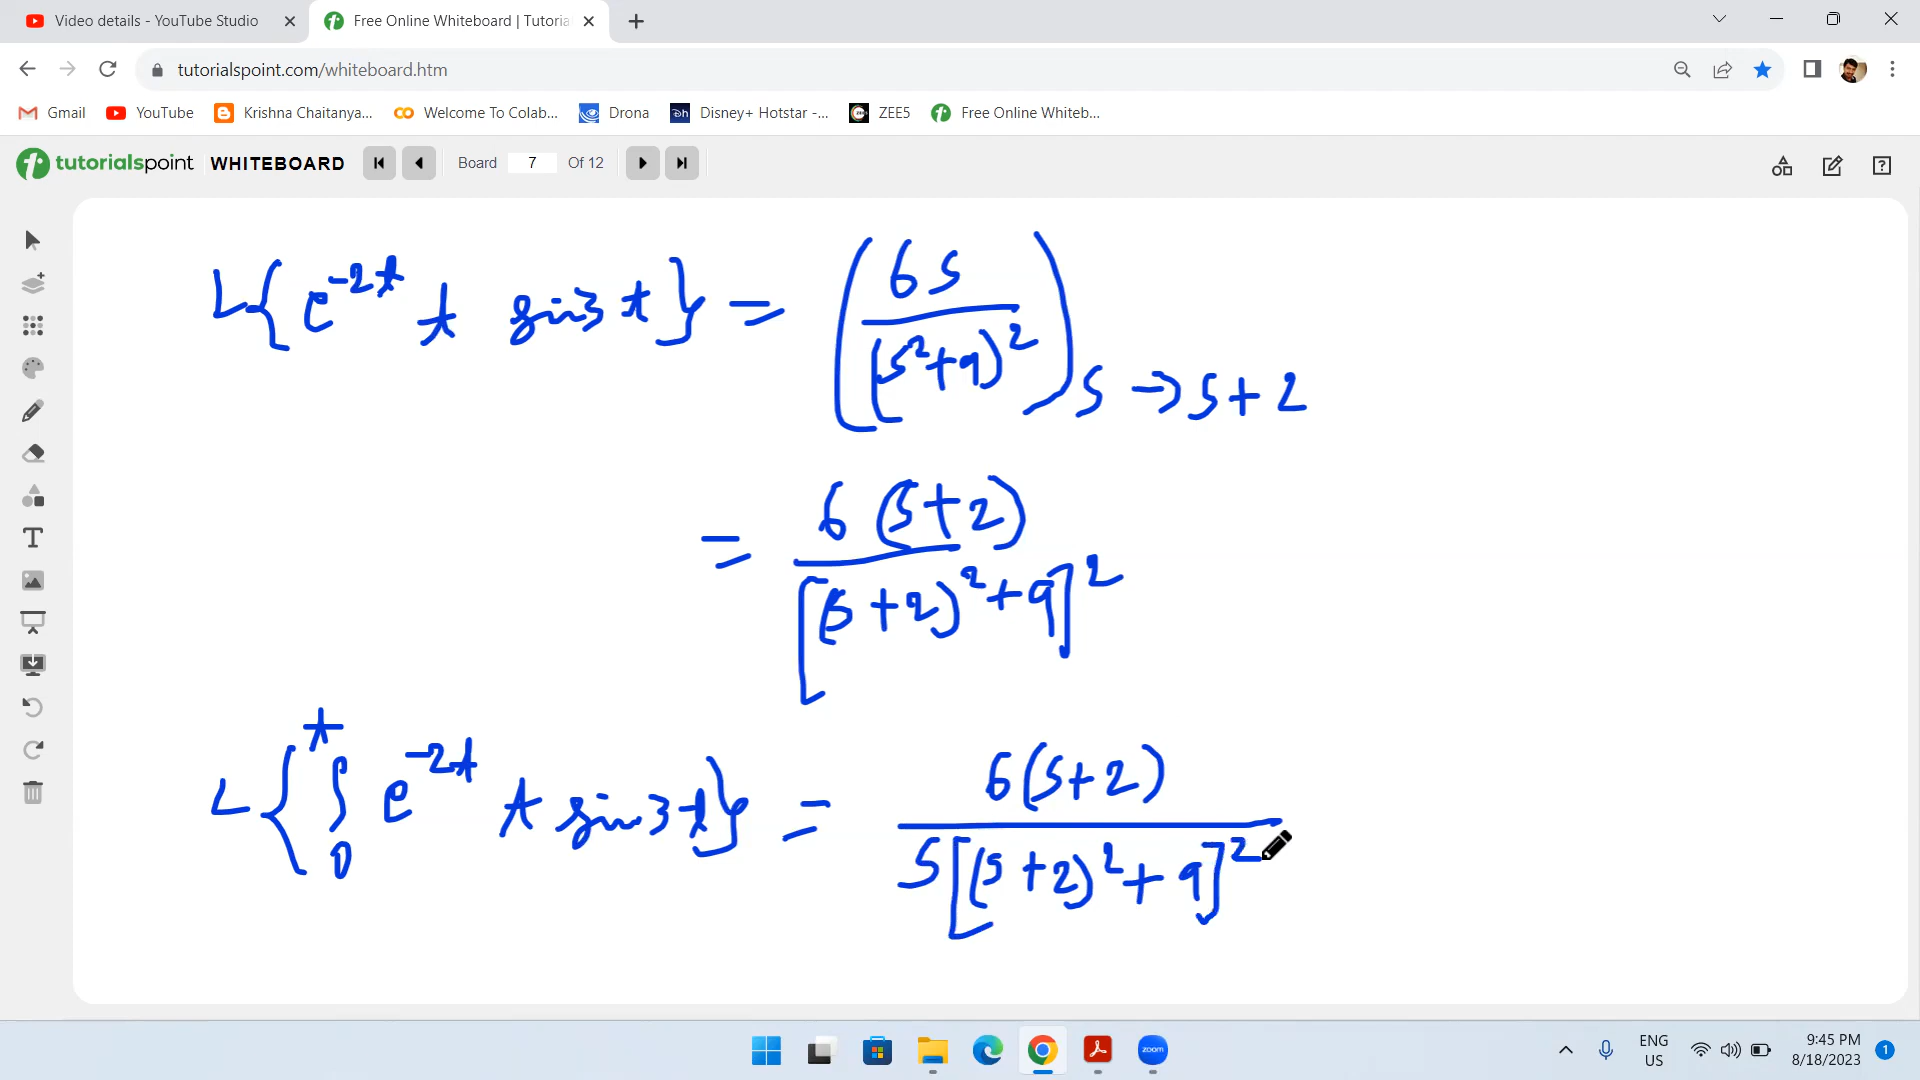 Video details - YouTube Studio
Free Online Whiteboard | Tutoria
tutorialspoint.com/whiteboard.htm
Gmail YouTube Krishna Chaitanya... Welcome To Colab... Drona Disney+ Hotstar -... ZEE5 Free Online Whiteb...
tutorialspoint WHITEBOARD Board 7 Of 12
L{e^{-2t} t sin3t} = (6s/(s²+9)²) s→s+2
= 6(s+2)/[(s+2)²+9]²
L{∫₀ᵗ e^{-2t} t sin3t} = 6(s+2)/s[(s+2)²+9]²
zoom
ENG
US
9:45 PM
8/18/2023
1